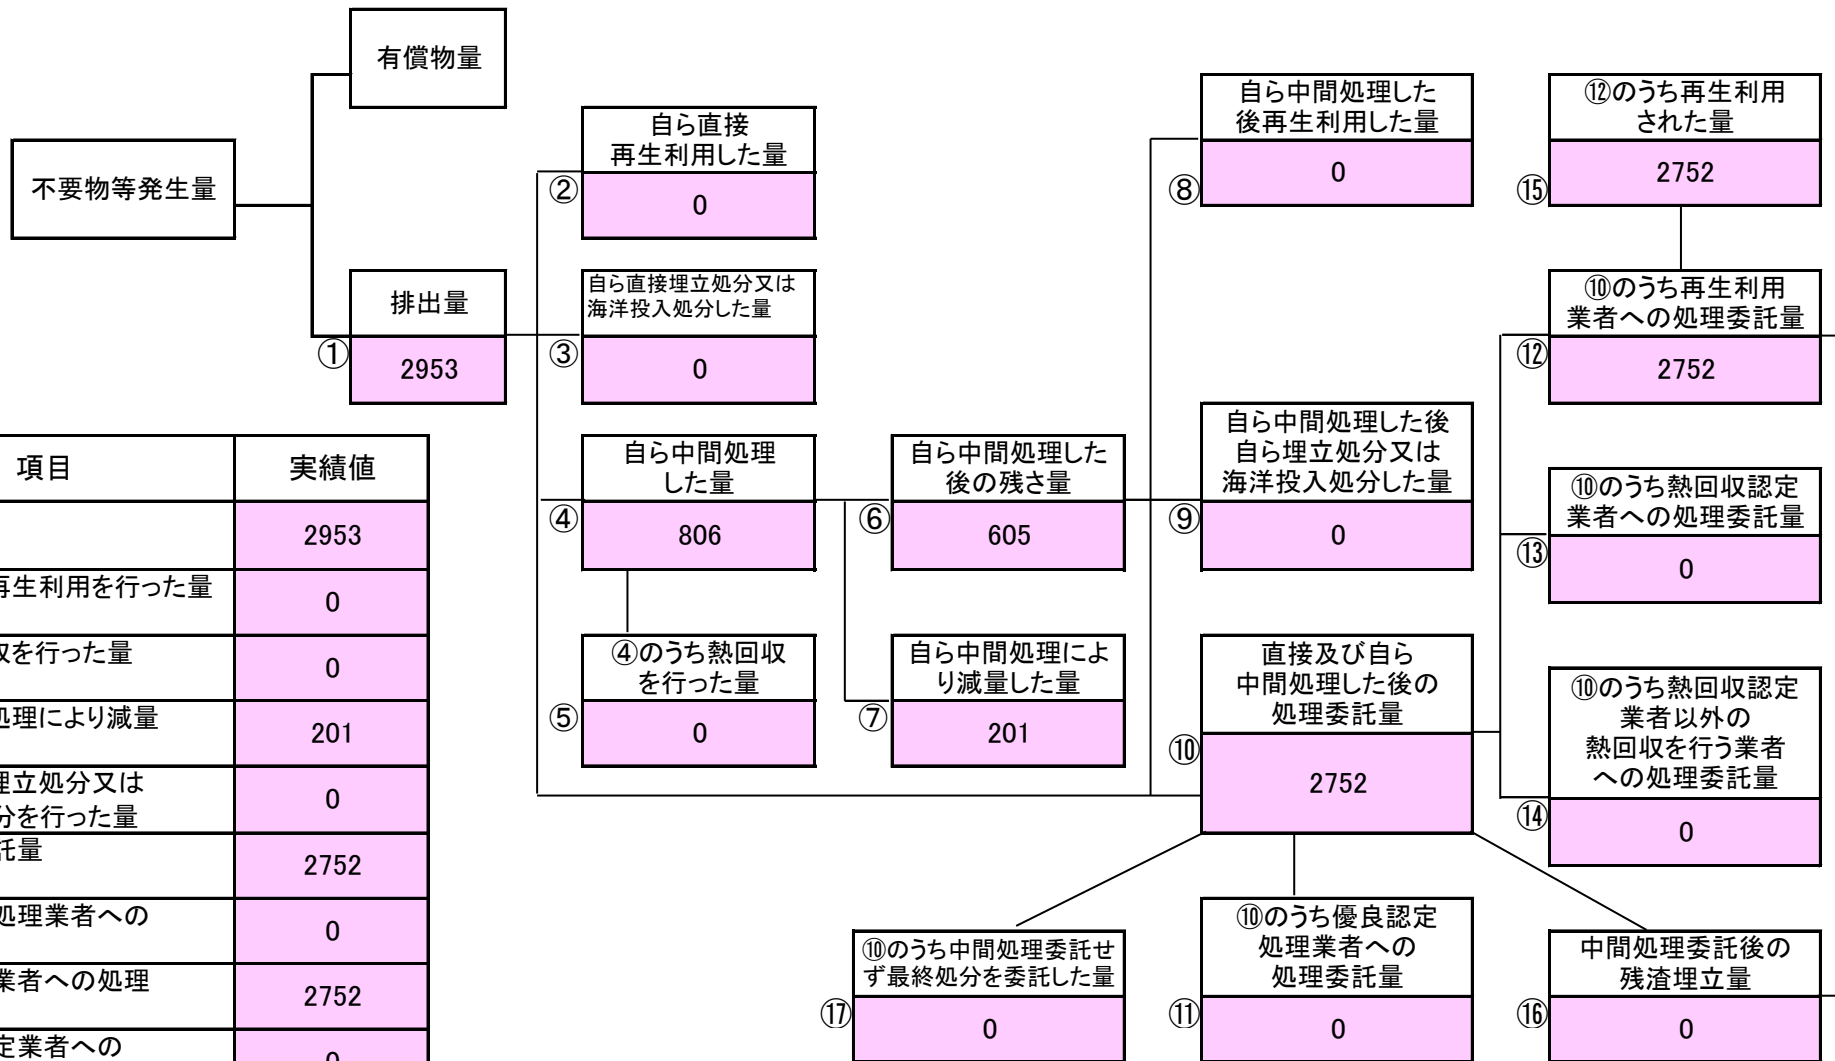 有償物量
不要物等発生量
排出量
①
2953
自ら直接
再生利用した量
②
0
自ら直接埋立処分又は
海洋投入処分した量
③
0
自ら中間処理
した量
④
806
④のうち熱回収
を行った量
⑤
0
自ら中間処理した
後の残さ量
⑥
605
自ら中間処理によ
り減量した量
⑦
201
自ら中間処理した
後再生利用した量
⑧
0
自ら中間処理した後
自ら埋立処分又は
海洋投入処分した量
⑨
0
直接及び自ら
中間処理した後の
処理委託量
⑩
2752
⑫のうち再生利用
された量
⑮
2752
⑩のうち再生利用
業者への処理委託量
⑫
2752
⑩のうち熱回収認定
業者への処理委託量
⑬
0
⑩のうち熱回収認定
業者以外の
熱回収を行う業者
への処理委託量
⑭
0
⑩のうち中間処理委託せ
ず最終処分を委託した量
⑰
0
⑩のうち優良認定
処理業者への
処理委託量
⑪
0
中間処理委託後の
残渣埋立量
⑯
0
項目 実績値
2953
再生利用を行った量 0
を行った量 0
処理により減量 201
埋立処分又は
分を行った量 0
託量 2752
処理業者への 0
業者への処理 2752
定業者への 0